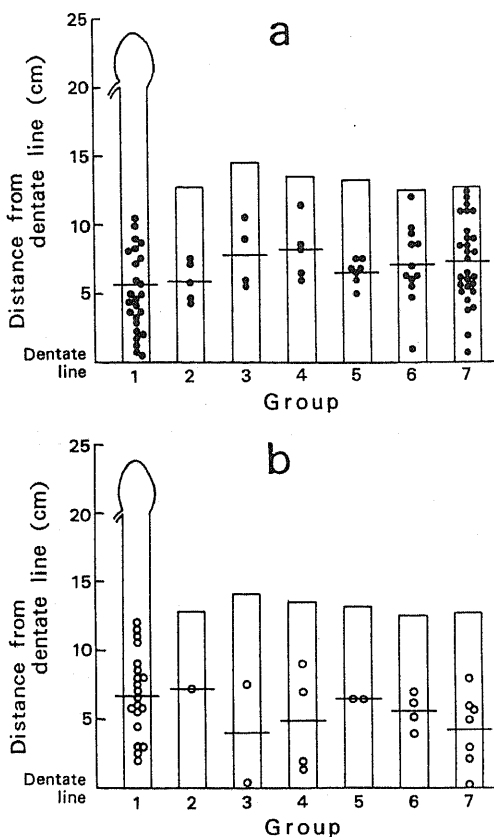 a
25
20
15
10
5
Distance from
dentate line (cm)
Dentate
line
1 2 3 4 5 6 7
Group
b
25
20
15
10
5
Distance from
dentate line (cm)
Dentate
line
1 2 3 4 5 6 7
Group